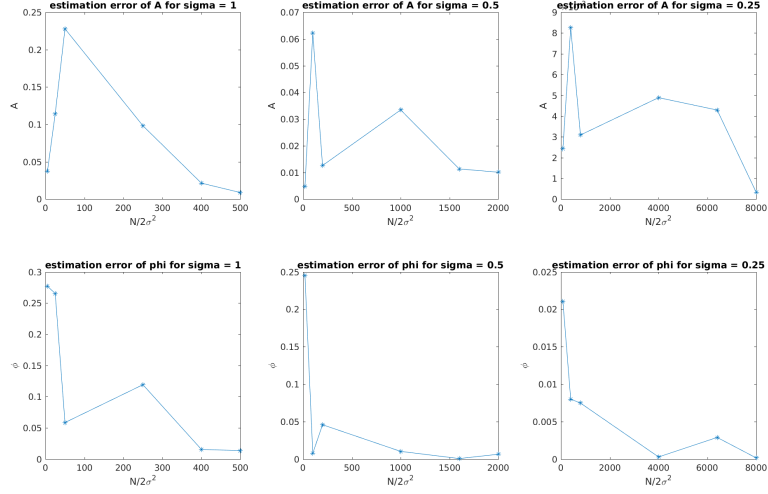 estimation error of A for sigma = 1
0.25
0.2
0.15
0.1
0.05
0
A
0 100 200 300 400 500
N/2σ²
estimation error of A for sigma = 0.5
0.07
0.06
0.05
0.04
0.03
0.02
0.01
0
A
0 500 1000 1500 2000
N/2σ²
estimation error of A for sigma = 0.25
9
8
7
6
5
4
3
2
1
0
A
0 2000 4000 6000 8000
N/2σ²
estimation error of phi for sigma = 1
0.3
0.25
0.2
0.15
0.1
0.05
0
ϕ
0 100 200 300 400 500
N/2σ²
estimation error of phi for sigma = 0.5
0.25
0.2
0.15
0.1
0.05
0
ϕ
0 500 1000 1500 2000
N/2σ²
estimation error of phi for sigma = 0.25
0.025
0.02
0.015
0.01
0.005
0
ϕ
0 2000 4000 6000 8000
N/2σ²